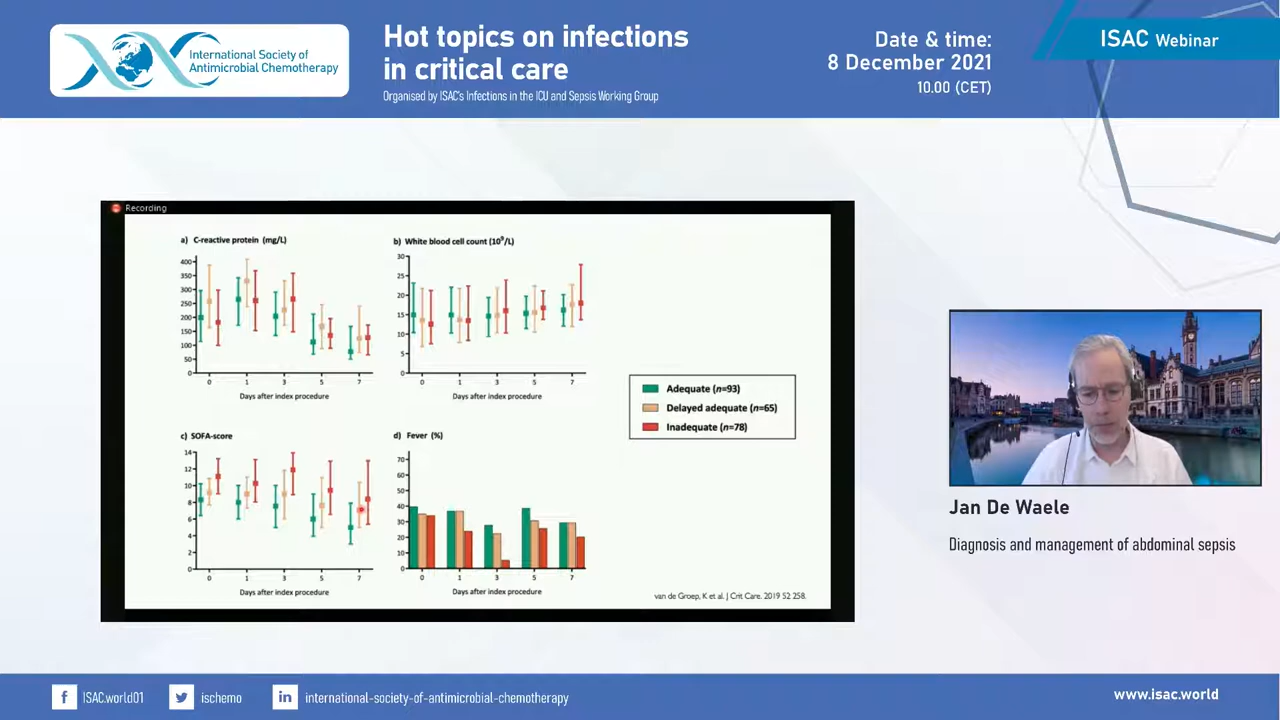 International Society of
Antimicrobial Chemotherapy
Hot topics on infections
in critical care
Organised by ISAC's Infections in the ICU and Sepsis Working Group
Date & time:
8 December 2021
10.00 (CET)
ISAC Webinar
Recording
a) C-reactive protein (mg/L)
400
350
300
250
200
150
100
50
0
0 1 3 5 7
Days after index procedure
b) White blood cell count (10⁹/L)
30
25
20
15
10
5
0
0 1 3 5 7
Days after index procedure
Adequate (n=93)
Delayed adequate (n=65)
Inadequate (n=78)
c) SOFA-score
14
12
10
8
6
4
2
0
0 1 3 5 7
Days after index procedure
d) Fever (%)
70
60
50
40
30
20
10
0
0 1 3 5 7
Days after index procedure
van de Groep, K et al. J Crit Care. 2019 52 258.
Jan De Waele
Diagnosis and management of abdominal sepsis
ISAC.world01
ischemo
international-society-of-antimicrobial-chemotherapy
www.isac.world